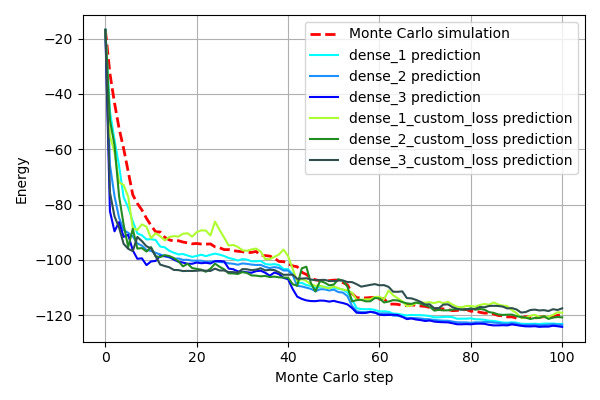 Monte Carlo simulation
dense_1 prediction
dense_2 prediction
dense_3 prediction
dense_1_custom_loss prediction
dense_2_custom_loss prediction
dense_3_custom_loss prediction
Energy
−20
−40
−60
−80
−100
−120
0 20 40 60 80 100
Monte Carlo step